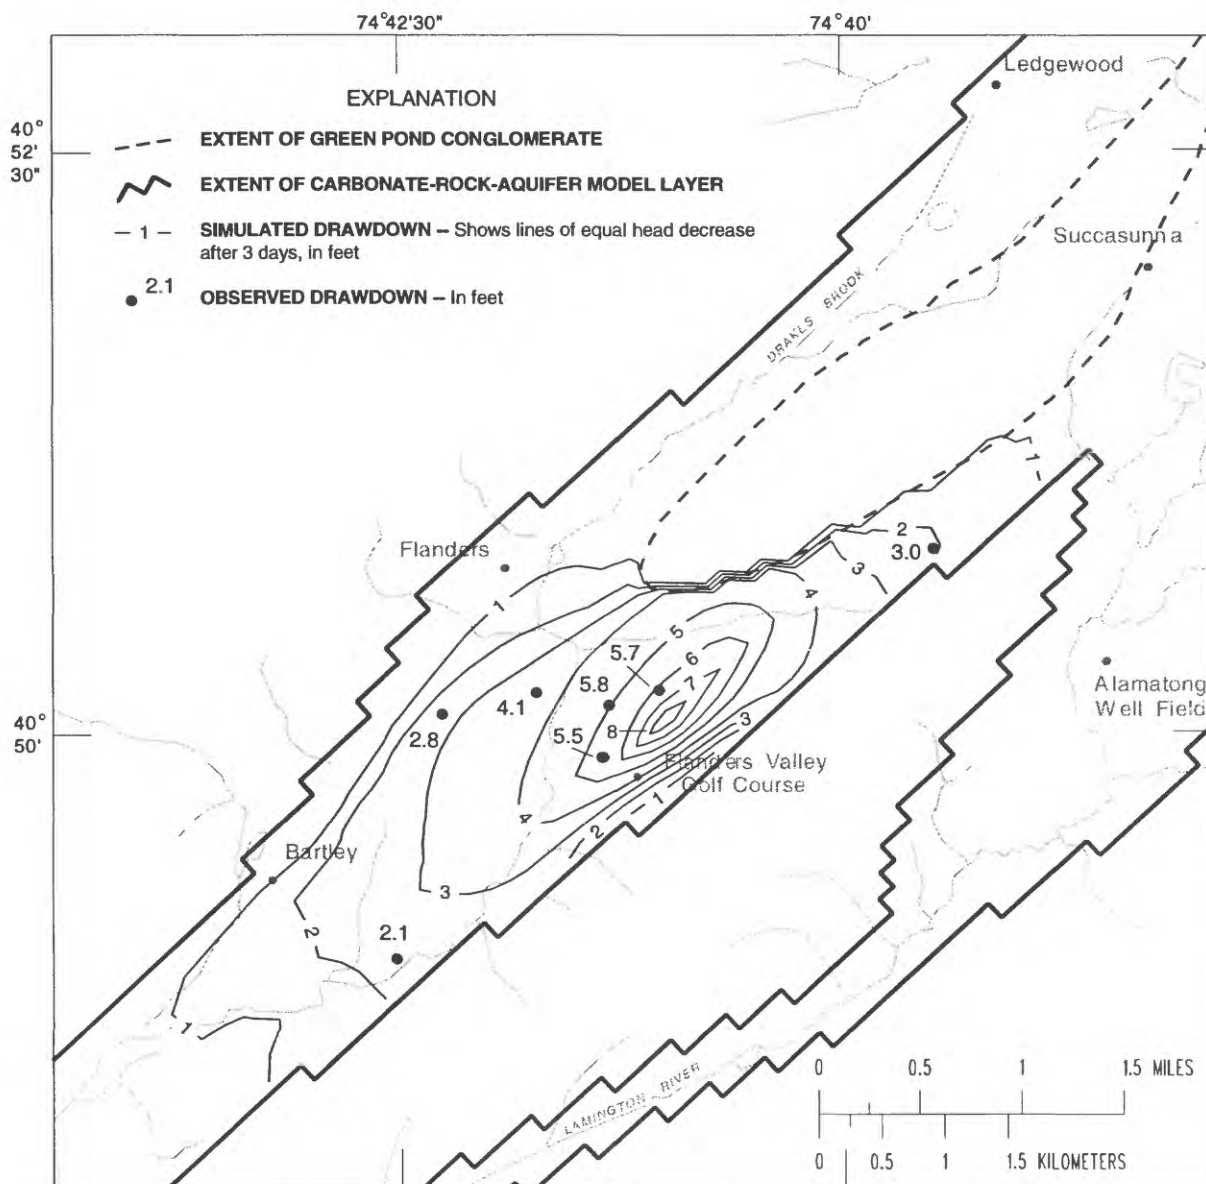 74°42'30"
74°40'
Ledgewood
EXPLANATION
40°
52'
30"
EXTENT OF GREEN POND CONGLOMERATE
EXTENT OF CARBONATE-ROCK-AQUIFER MODEL LAYER
– 1 – SIMULATED DRAWDOWN – Shows lines of equal head decrease
after 3 days, in feet
2.1 OBSERVED DRAWDOWN – In feet
Succasunna
DRAKES BROOK
1
2
3.0
3
Flanders
1
4
5
5.7
6
5.8
7
4.1
8
3
2.8
5.5
40°
50'
Alamatong
Well Field
Flanders Valley
Golf Course
1
4
2
Bartley
3
2
2.1
1
LAMINGTON RIVER
0 0.5 1 1.5 MILES
0 0.5 1 1.5 KILOMETERS